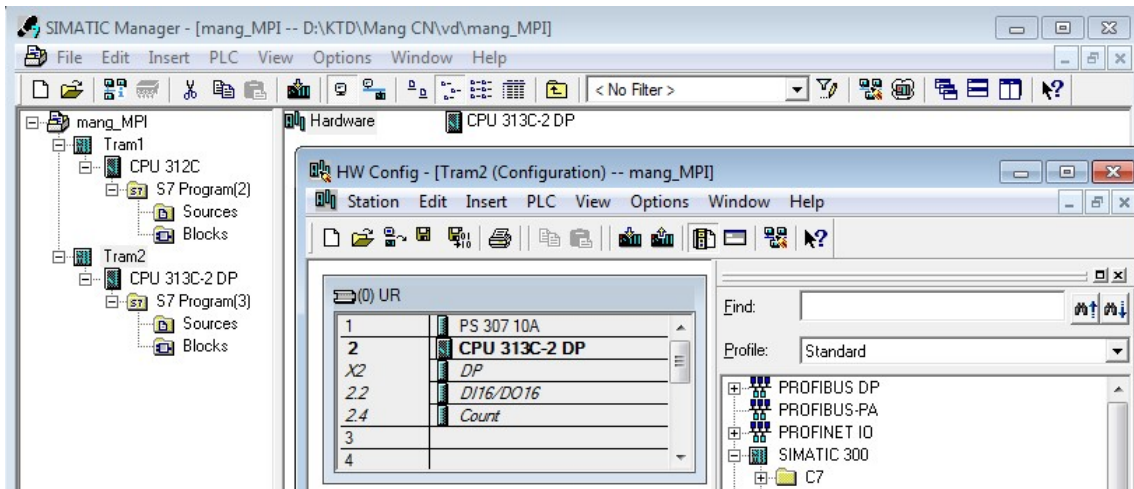 SIMATIC Manager - [mang_MPI -- D:\KTD\Mang CN\vd\mang_MPI]
File Edit Insert PLC View Options Window Help
< No Filter >
mang_MPI
Tram1
CPU 312C
S7 Program(2)
Sources
Blocks
Tram2
CPU 313C-2 DP
S7 Program(3)
Sources
Blocks
Hardware CPU 313C-2 DP
HW Config - [Tram2 (Configuration) -- mang_MPI]
Station Edit Insert PLC View Options Window Help
(0) UR
1 PS 307 10A
2 CPU 313C-2 DP
X2 DP
2.2 DI16/DO16
2.4 Count
3
4
Find:
Profile: Standard
PROFIBUS DP
PROFIBUS-PA
PROFINET IO
SIMATIC 300
C7